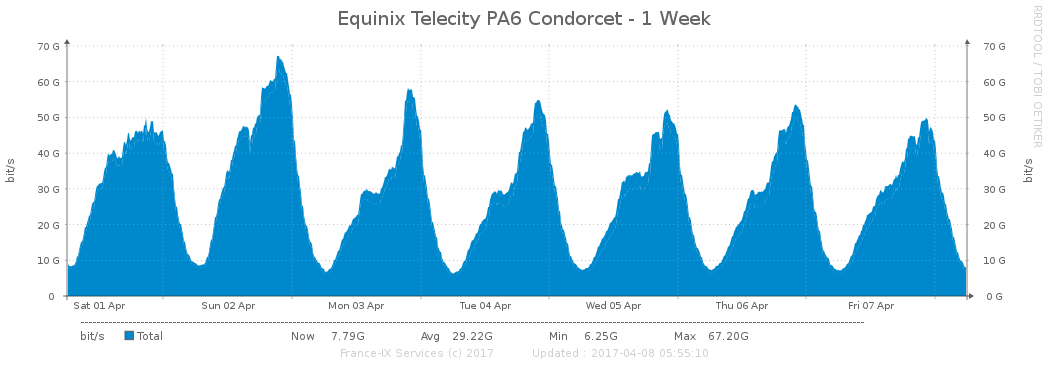 Equinix Telecity PA6 Condorcet - 1 Week
RRDTOOL / TOBI OETIKER
70 G 70 G
60 G 60 G
50 G 50 G
40 G 40 G
30 G 30 G
20 G 20 G
10 G 10 G
0 0 G
bit/s
bit/s
Sat 01 Apr Sun 02 Apr Mon 03 Apr Tue 04 Apr Wed 05 Apr Thu 06 Apr Fri 07 Apr
bit/s Total Now 7.79G Avg 29.22G Min 6.25G Max 67.20G
France-IX Services (c) 2017 Updated : 2017-04-08 05:55:10